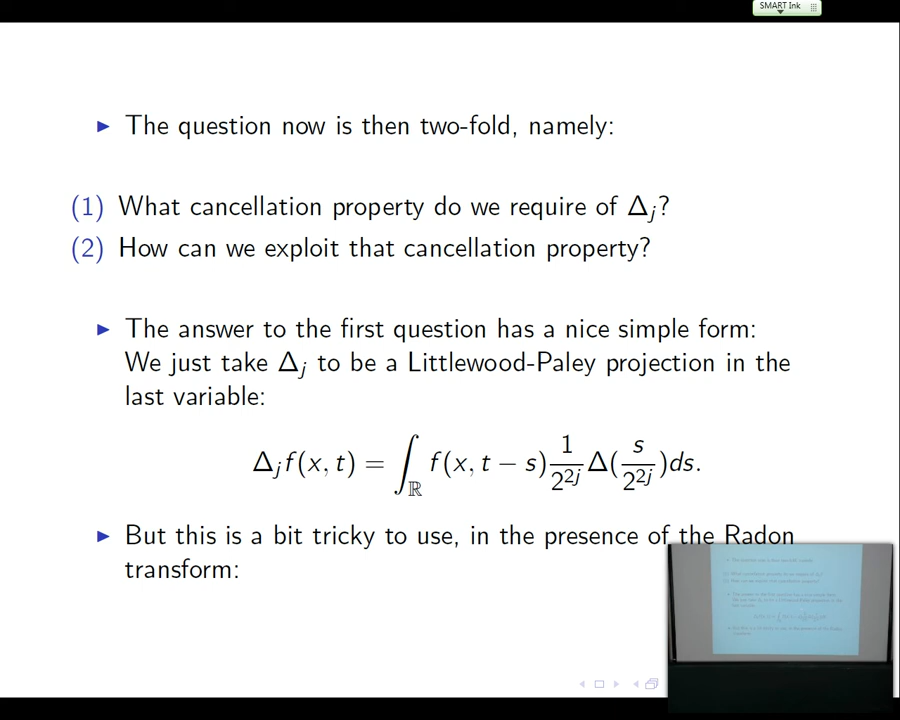 SMART Ink
▶ The question now is then two-fold, namely:
(1) What cancellation property do we require of Δ_j?
(2) How can we exploit that cancellation property?
▶ The answer to the first question has a nice simple form:
We just take Δ_j to be a Littlewood-Paley projection in the
last variable:
Δ_j f(x, t) = ∫_ℝ f(x, t − s) 1/2^{2j} Δ(s/2^{2j}) ds.
▶ But this is a bit tricky to use, in the presence of the Radon
transform: